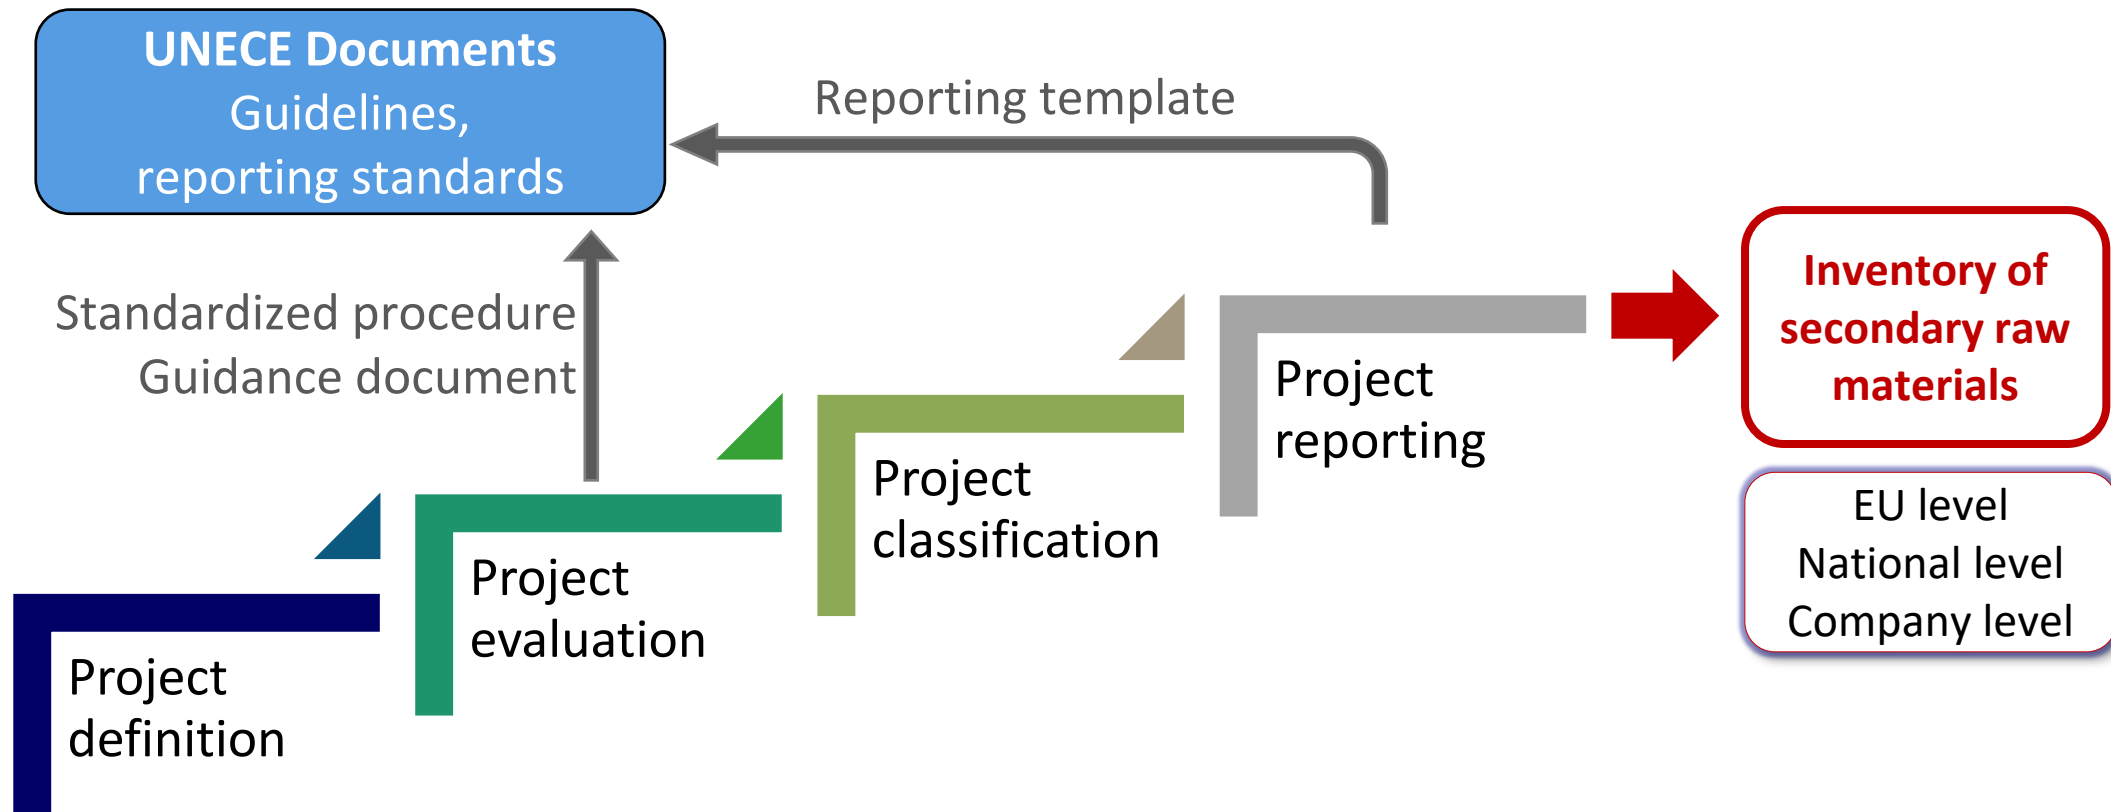 UNECE Documents
Guidelines,
reporting standards
Reporting template
Standardized procedure
Guidance document
Project
definition
Project
evaluation
Project
classification
Project
reporting
Inventory of
secondary raw
materials
EU level
National level
Company level